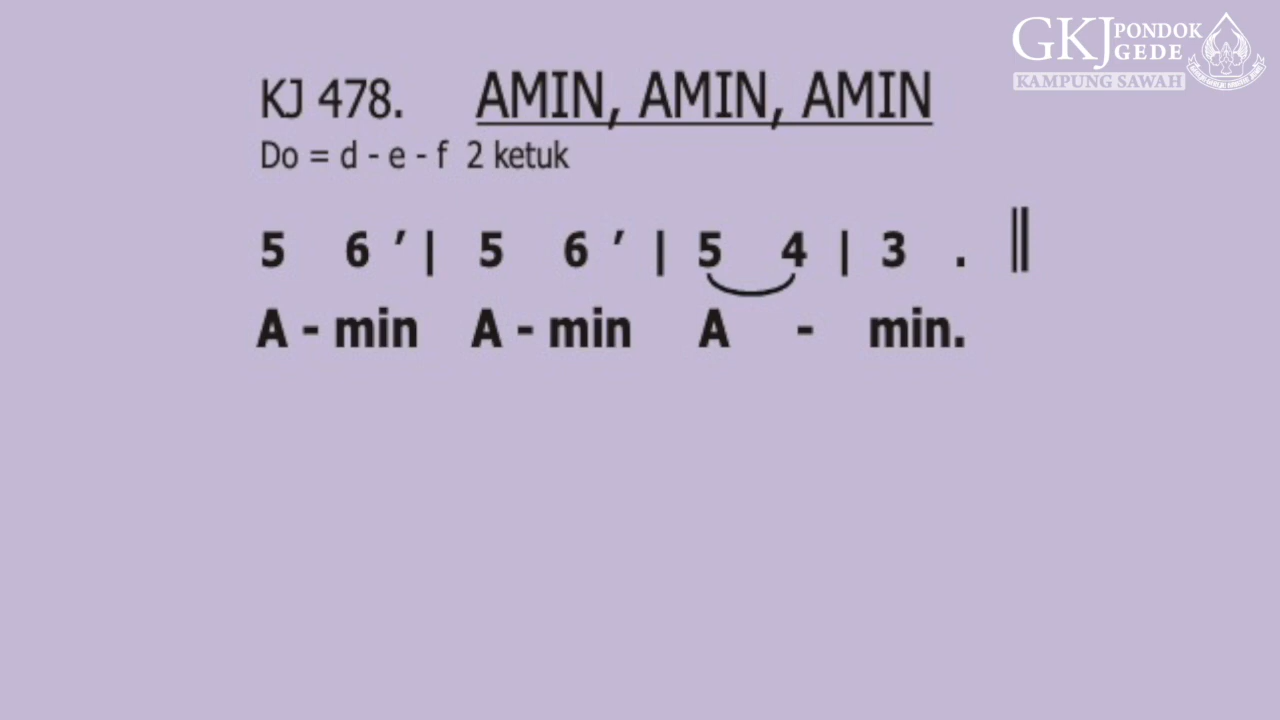 GKJ PONDOK GEDE
KAMPUNG SAWAH
KJ 478. AMIN, AMIN, AMIN
Do = d - e - f 2 ketuk
5 6 ’ | 5 6 ’ | 5 4 | 3 . ||
A - min A - min A - min.